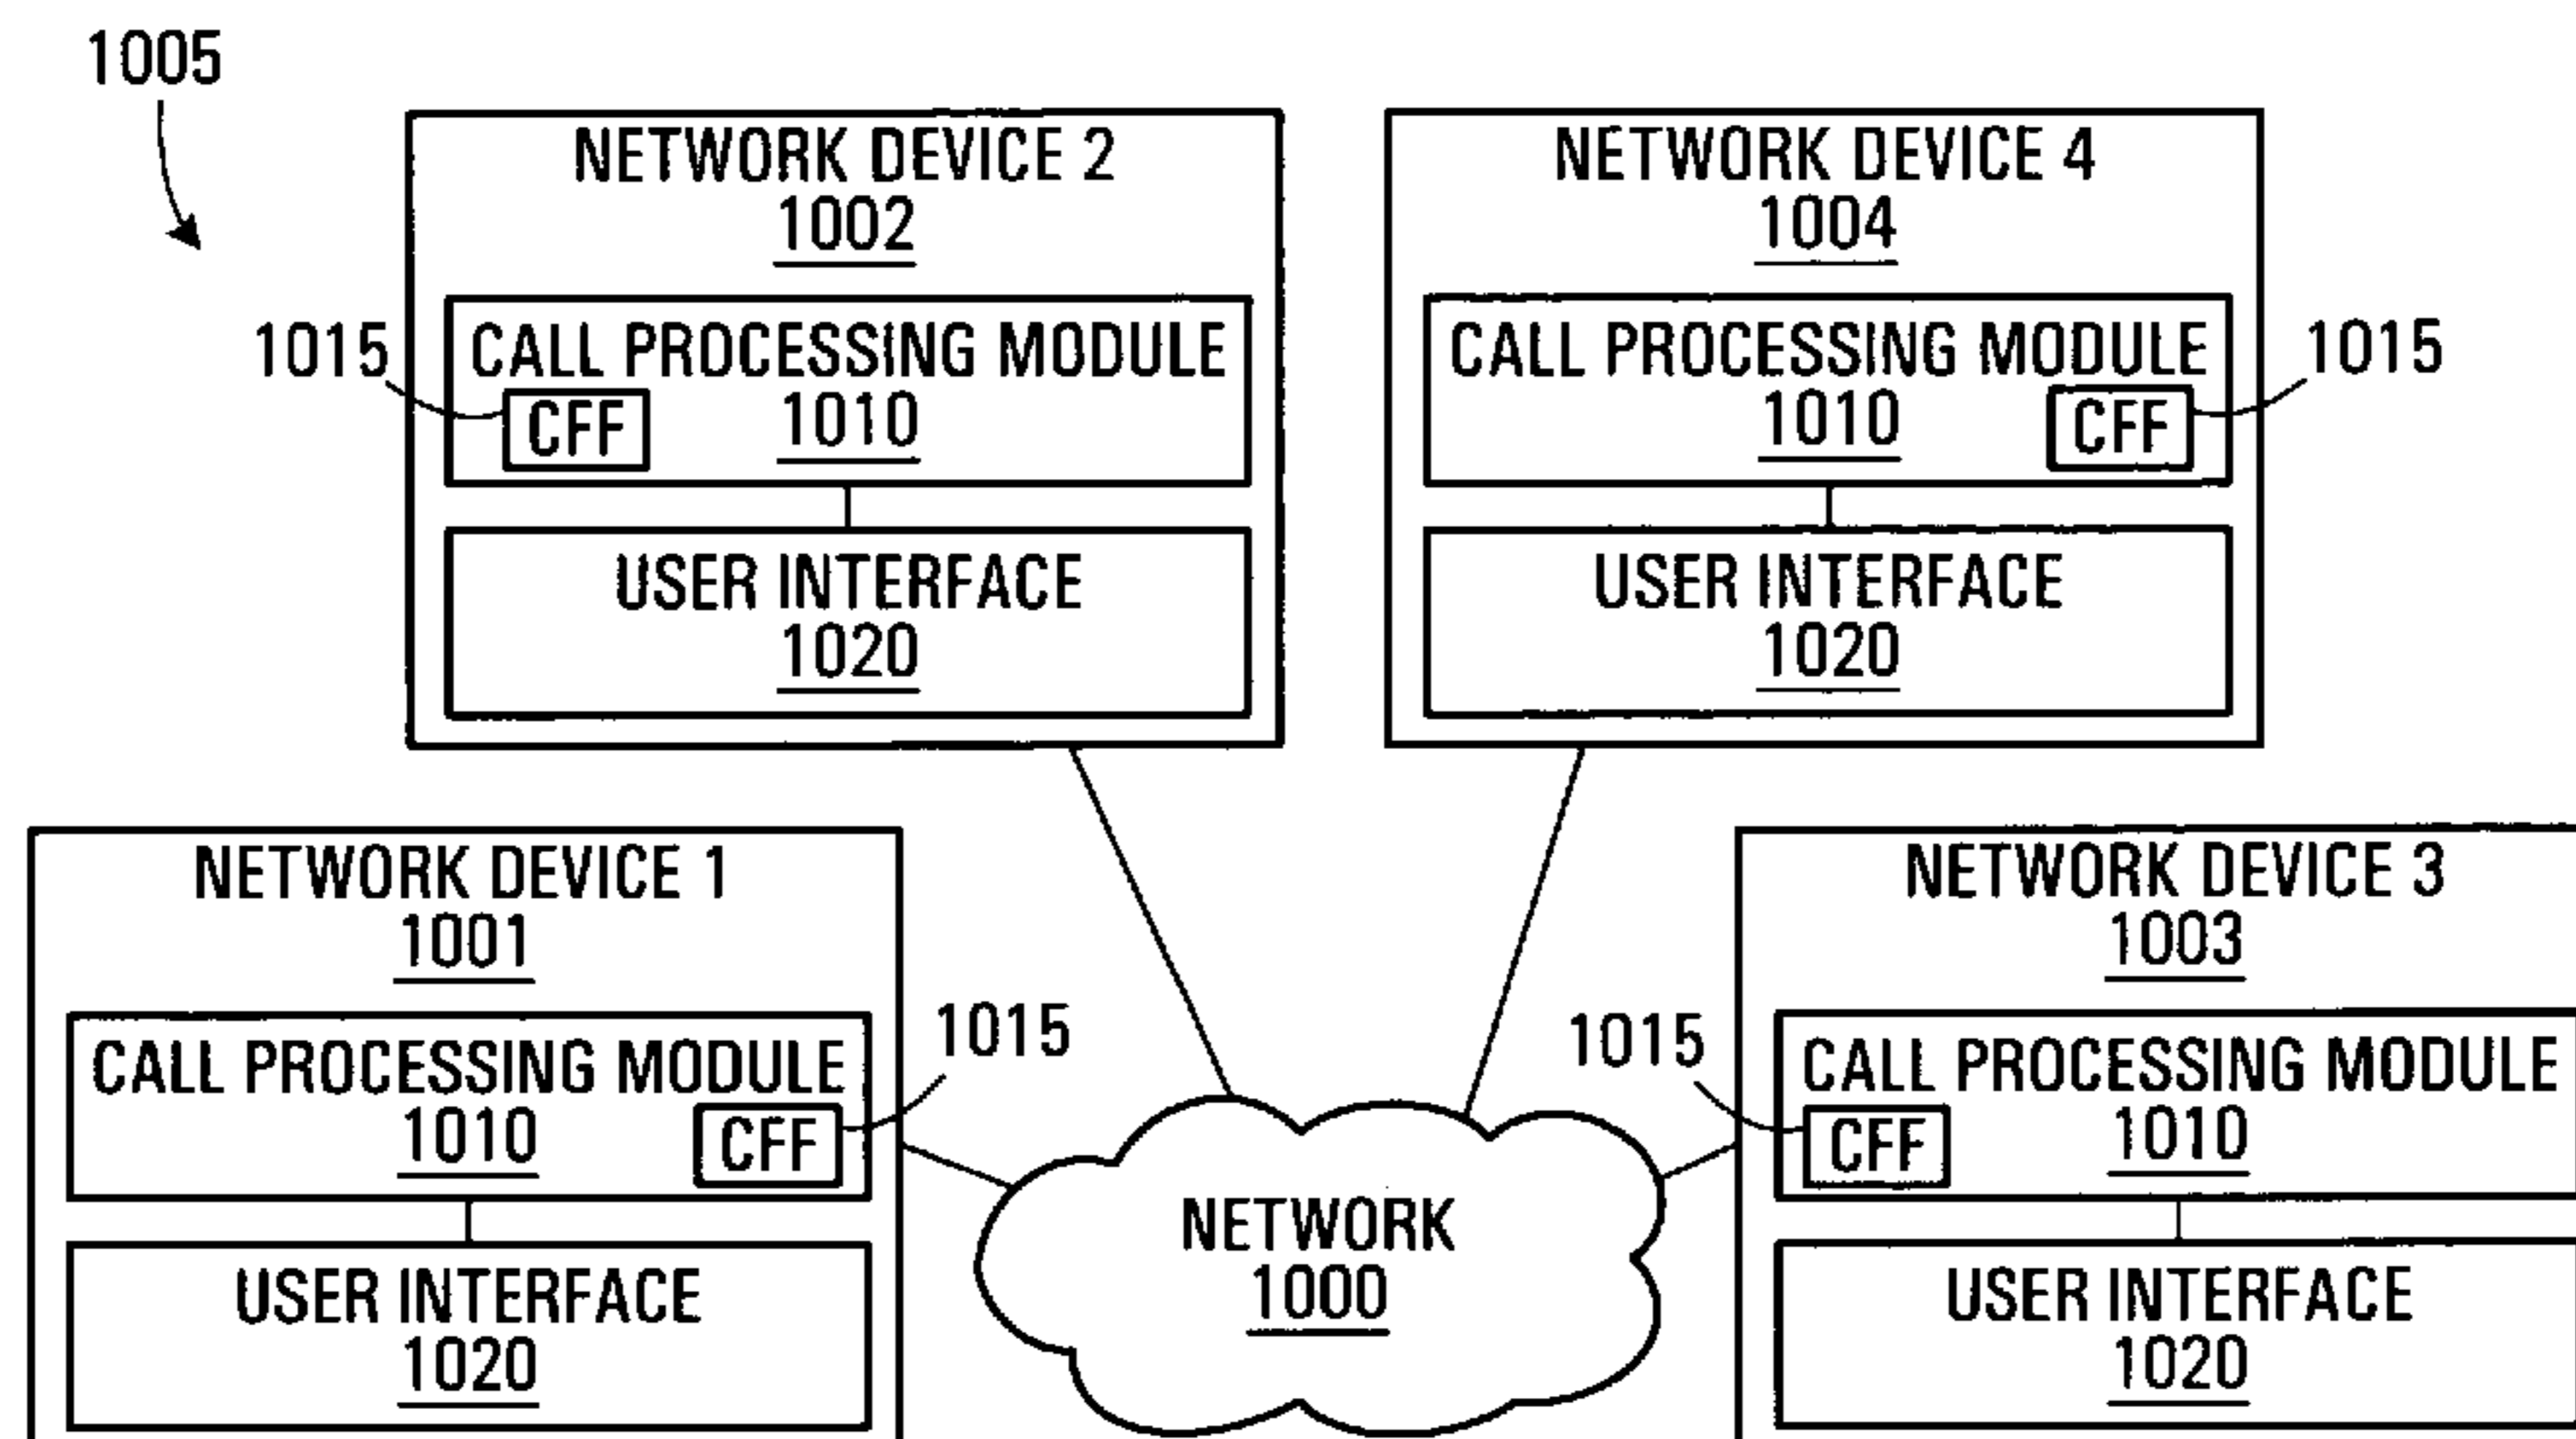 1005
NETWORK DEVICE 2
1002
1015
CALL PROCESSING MODULE
CFF
1010
USER INTERFACE
1020
NETWORK DEVICE 4
1004
CALL PROCESSING MODULE
1015
1010
CFF
USER INTERFACE
1020
NETWORK DEVICE 1
1001
CALL PROCESSING MODULE
1015
1010
CFF
USER INTERFACE
1020
NETWORK
1000
NETWORK DEVICE 3
1003
1015
CALL PROCESSING MODULE
CFF
1010
USER INTERFACE
1020